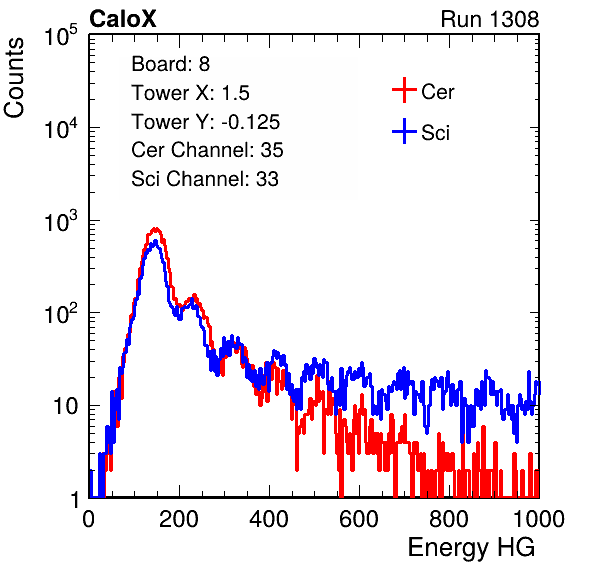 CaloX Run 1308
Counts
10^5
10^4
10^3
10^2
10
1
Board: 8
Tower X: 1.5
Tower Y: -0.125
Cer Channel: 35
Sci Channel: 33
Cer
Sci
0 200 400 600 800 1000
Energy HG